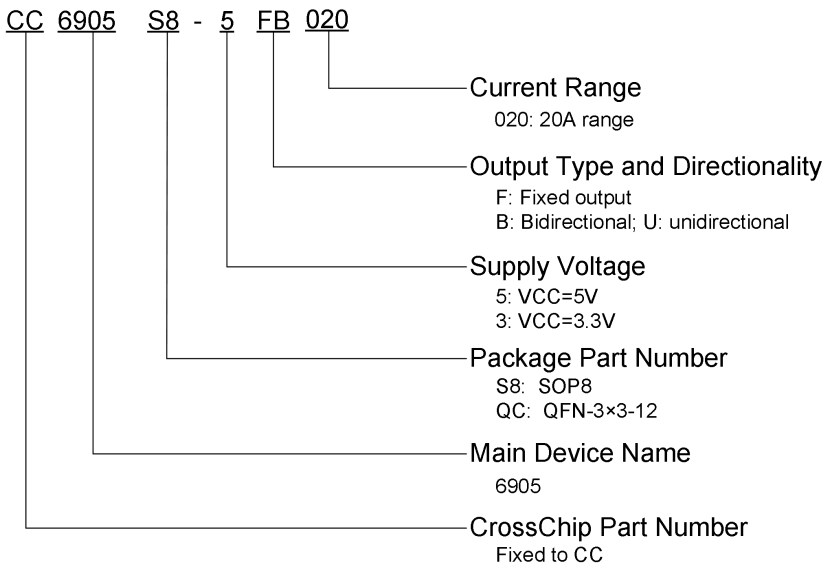 CC 6905 S8 - 5 FB 020
Current Range
020: 20A range
Output Type and Directionality
F: Fixed output
B: Bidirectional; U: unidirectional
Supply Voltage
5: VCC=5V
3: VCC=3.3V
Package Part Number
S8: SOP8
QC: QFN-3×3-12
Main Device Name
6905
CrossChip Part Number
Fixed to CC